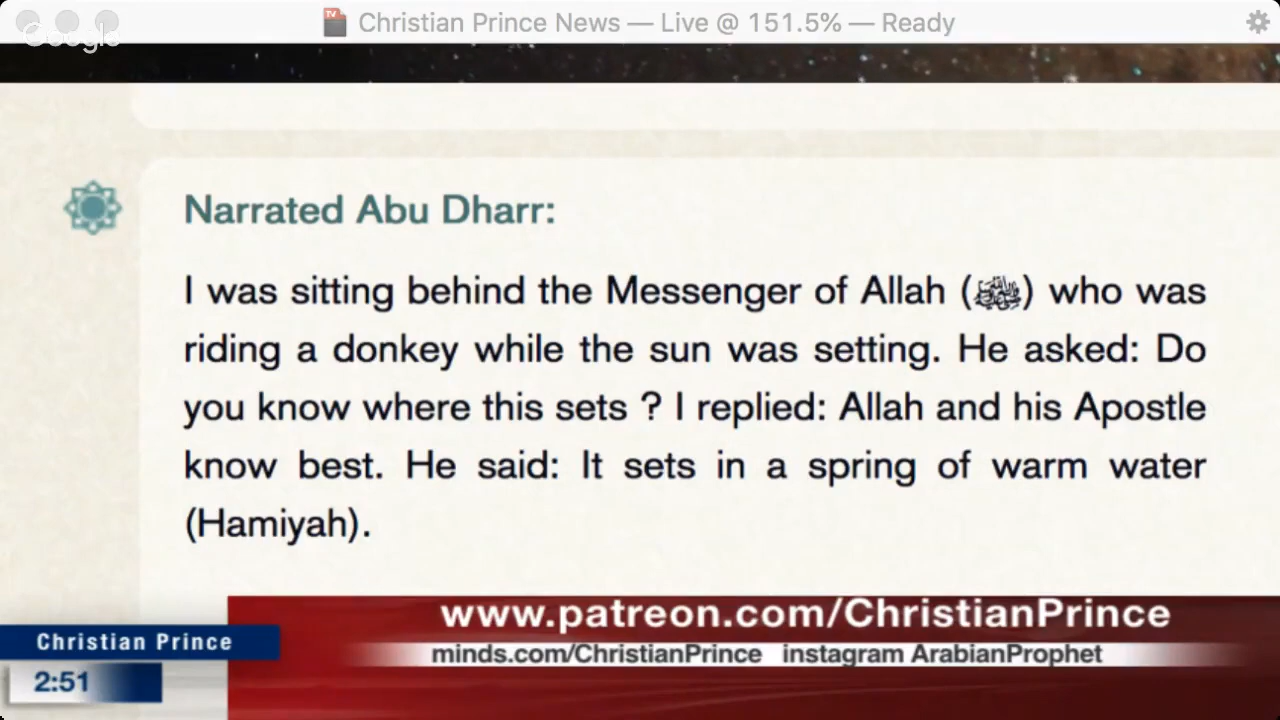 Christian Prince News — Live @ 151.5% — Ready
Google
TV
Narrated Abu Dharr:
I was sitting behind the Messenger of Allah (ﷺ) who was
riding a donkey while the sun was setting. He asked: Do
you know where this sets ? I replied: Allah and his Apostle
know best. He said: It sets in a spring of warm water
(Hamiyah).
www.patreon.com/ChristianPrince
Christian Prince
minds.com/ChristianPrince instagram ArabianProphet
2:51